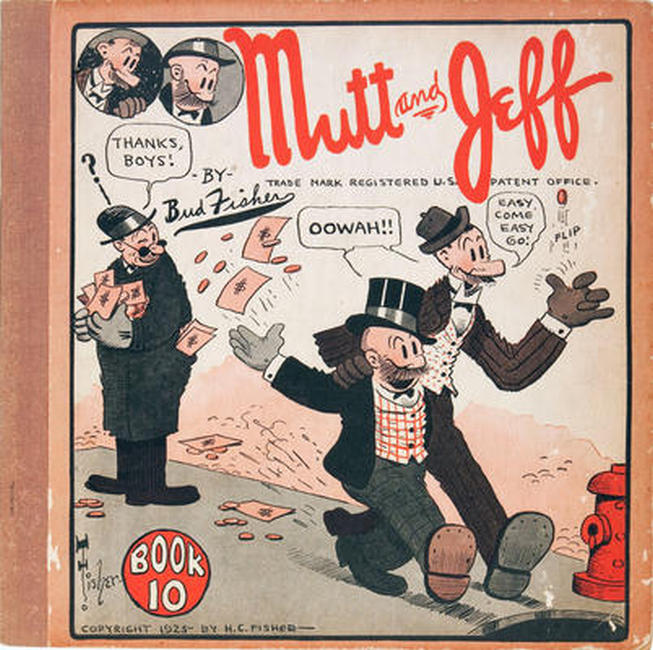 Mutt and Jeff
TRADE MARK REGISTERED U.S. PATENT OFFICE.
-BY-
Bud Fisher
THANKS,
BOYS!
?
OOWAH!!
EASY
COME
EASY
GO!
FLIP
$
$
$
BOOK
10
Fisher.
COPYRIGHT 1925- BY H.C. FISHER